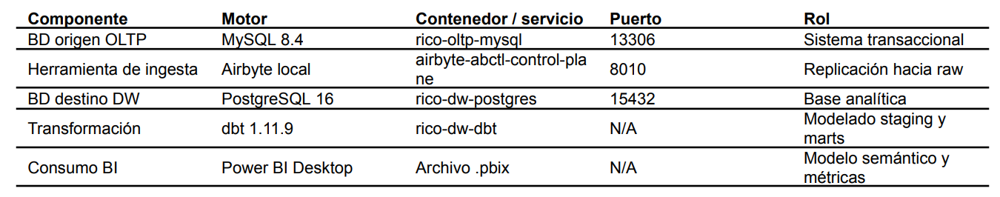 Componente Motor Contenedor / servicio Puerto Rol
BD origen OLTP MySQL 8.4 rico-oltp-mysql 13306 Sistema transaccional
Herramienta de ingesta Airbyte local airbyte-abctl-control-pla
ne 8010 Replicación hacia raw
BD destino DW PostgreSQL 16 rico-dw-postgres 15432 Base analítica
Transformación dbt 1.11.9 rico-dw-dbt N/A Modelado staging y
marts
Consumo BI Power BI Desktop Archivo .pbix N/A Modelo semántico y
métricas